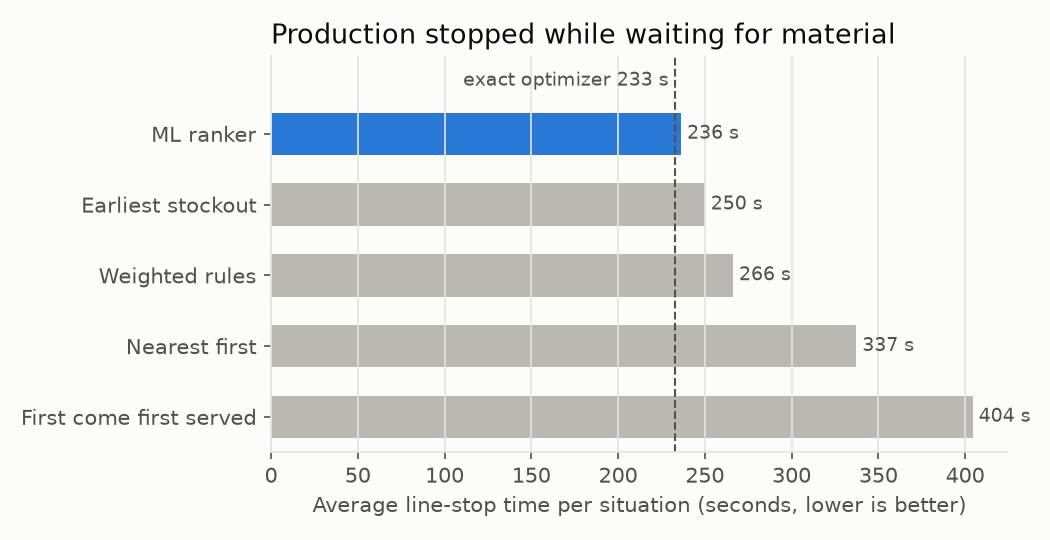 Production stopped while waiting for material
exact optimizer 233 s
ML ranker 236 s
Earliest stockout 250 s
Weighted rules 266 s
Nearest first 337 s
First come first served 404 s
0 50 100 150 200 250 300 350 400
Average line-stop time per situation (seconds, lower is better)